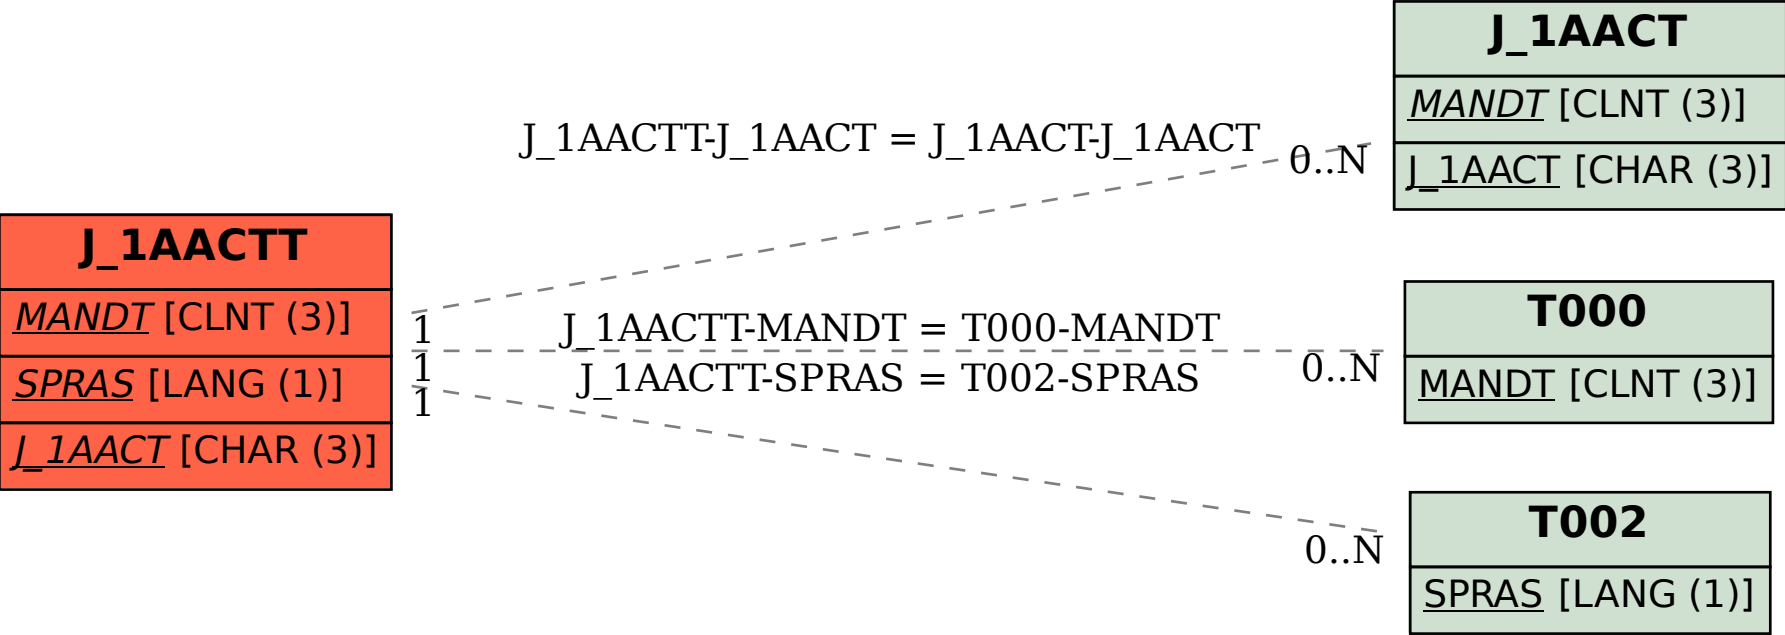 J_1AACTT
MANDT [CLNT (3)]
SPRAS [LANG (1)]
J_1AACT [CHAR (3)]
J_1AACTT-J_1AACT = J_1AACT-J_1AACT
0..N
1
J_1AACTT-MANDT = T000-MANDT
0..N
1
J_1AACTT-SPRAS = T002-SPRAS
0..N
1
J_1AACT
MANDT [CLNT (3)]
J_1AACT [CHAR (3)]
T000
MANDT [CLNT (3)]
T002
SPRAS [LANG (1)]